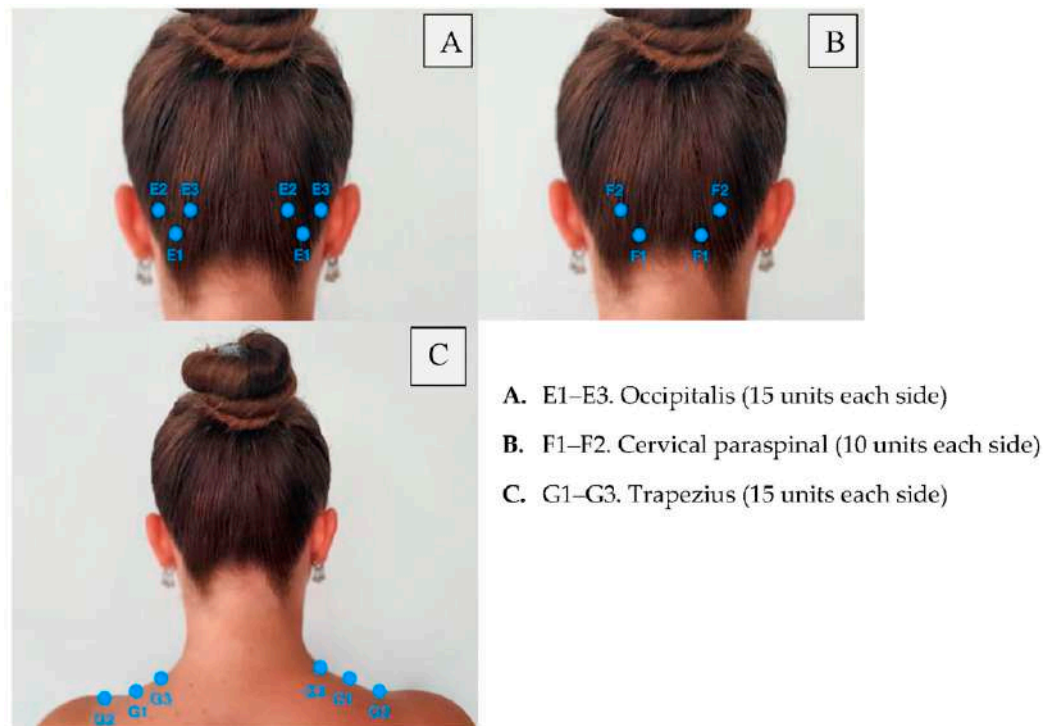 A
B
E2 E3 E2 E3
E1 E1
F2 F2
F1 F1
C
A. E1–E3. Occipitalis (15 units each side)
B. F1–F2. Cervical paraspinal (10 units each side)
C. G1–G3. Trapezius (15 units each side)
G3 G1
G2 G1 G3 G2